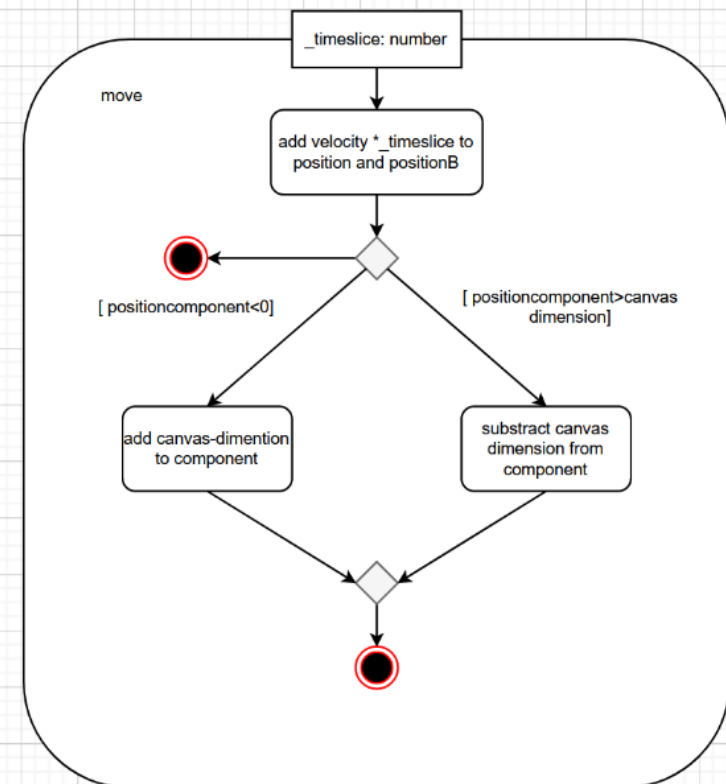 _timeslice: number
move
add velocity *_timeslice to
position and positionB
[ positioncomponent<0]
[ positioncomponent>canvas
dimension]
add canvas-dimention
to component
substract canvas
dimension from
component